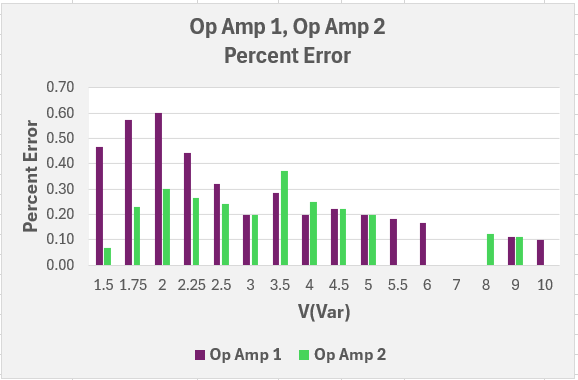 Op Amp 1, Op Amp 2
Percent Error
0.70
0.60
0.50
0.40
0.30
0.20
0.10
0.00
Percent Error
1.5 1.75 2 2.25 2.5 3 3.5 4 4.5 5 5.5 6 7 8 9 10
V(Var)
Op Amp 1 Op Amp 2